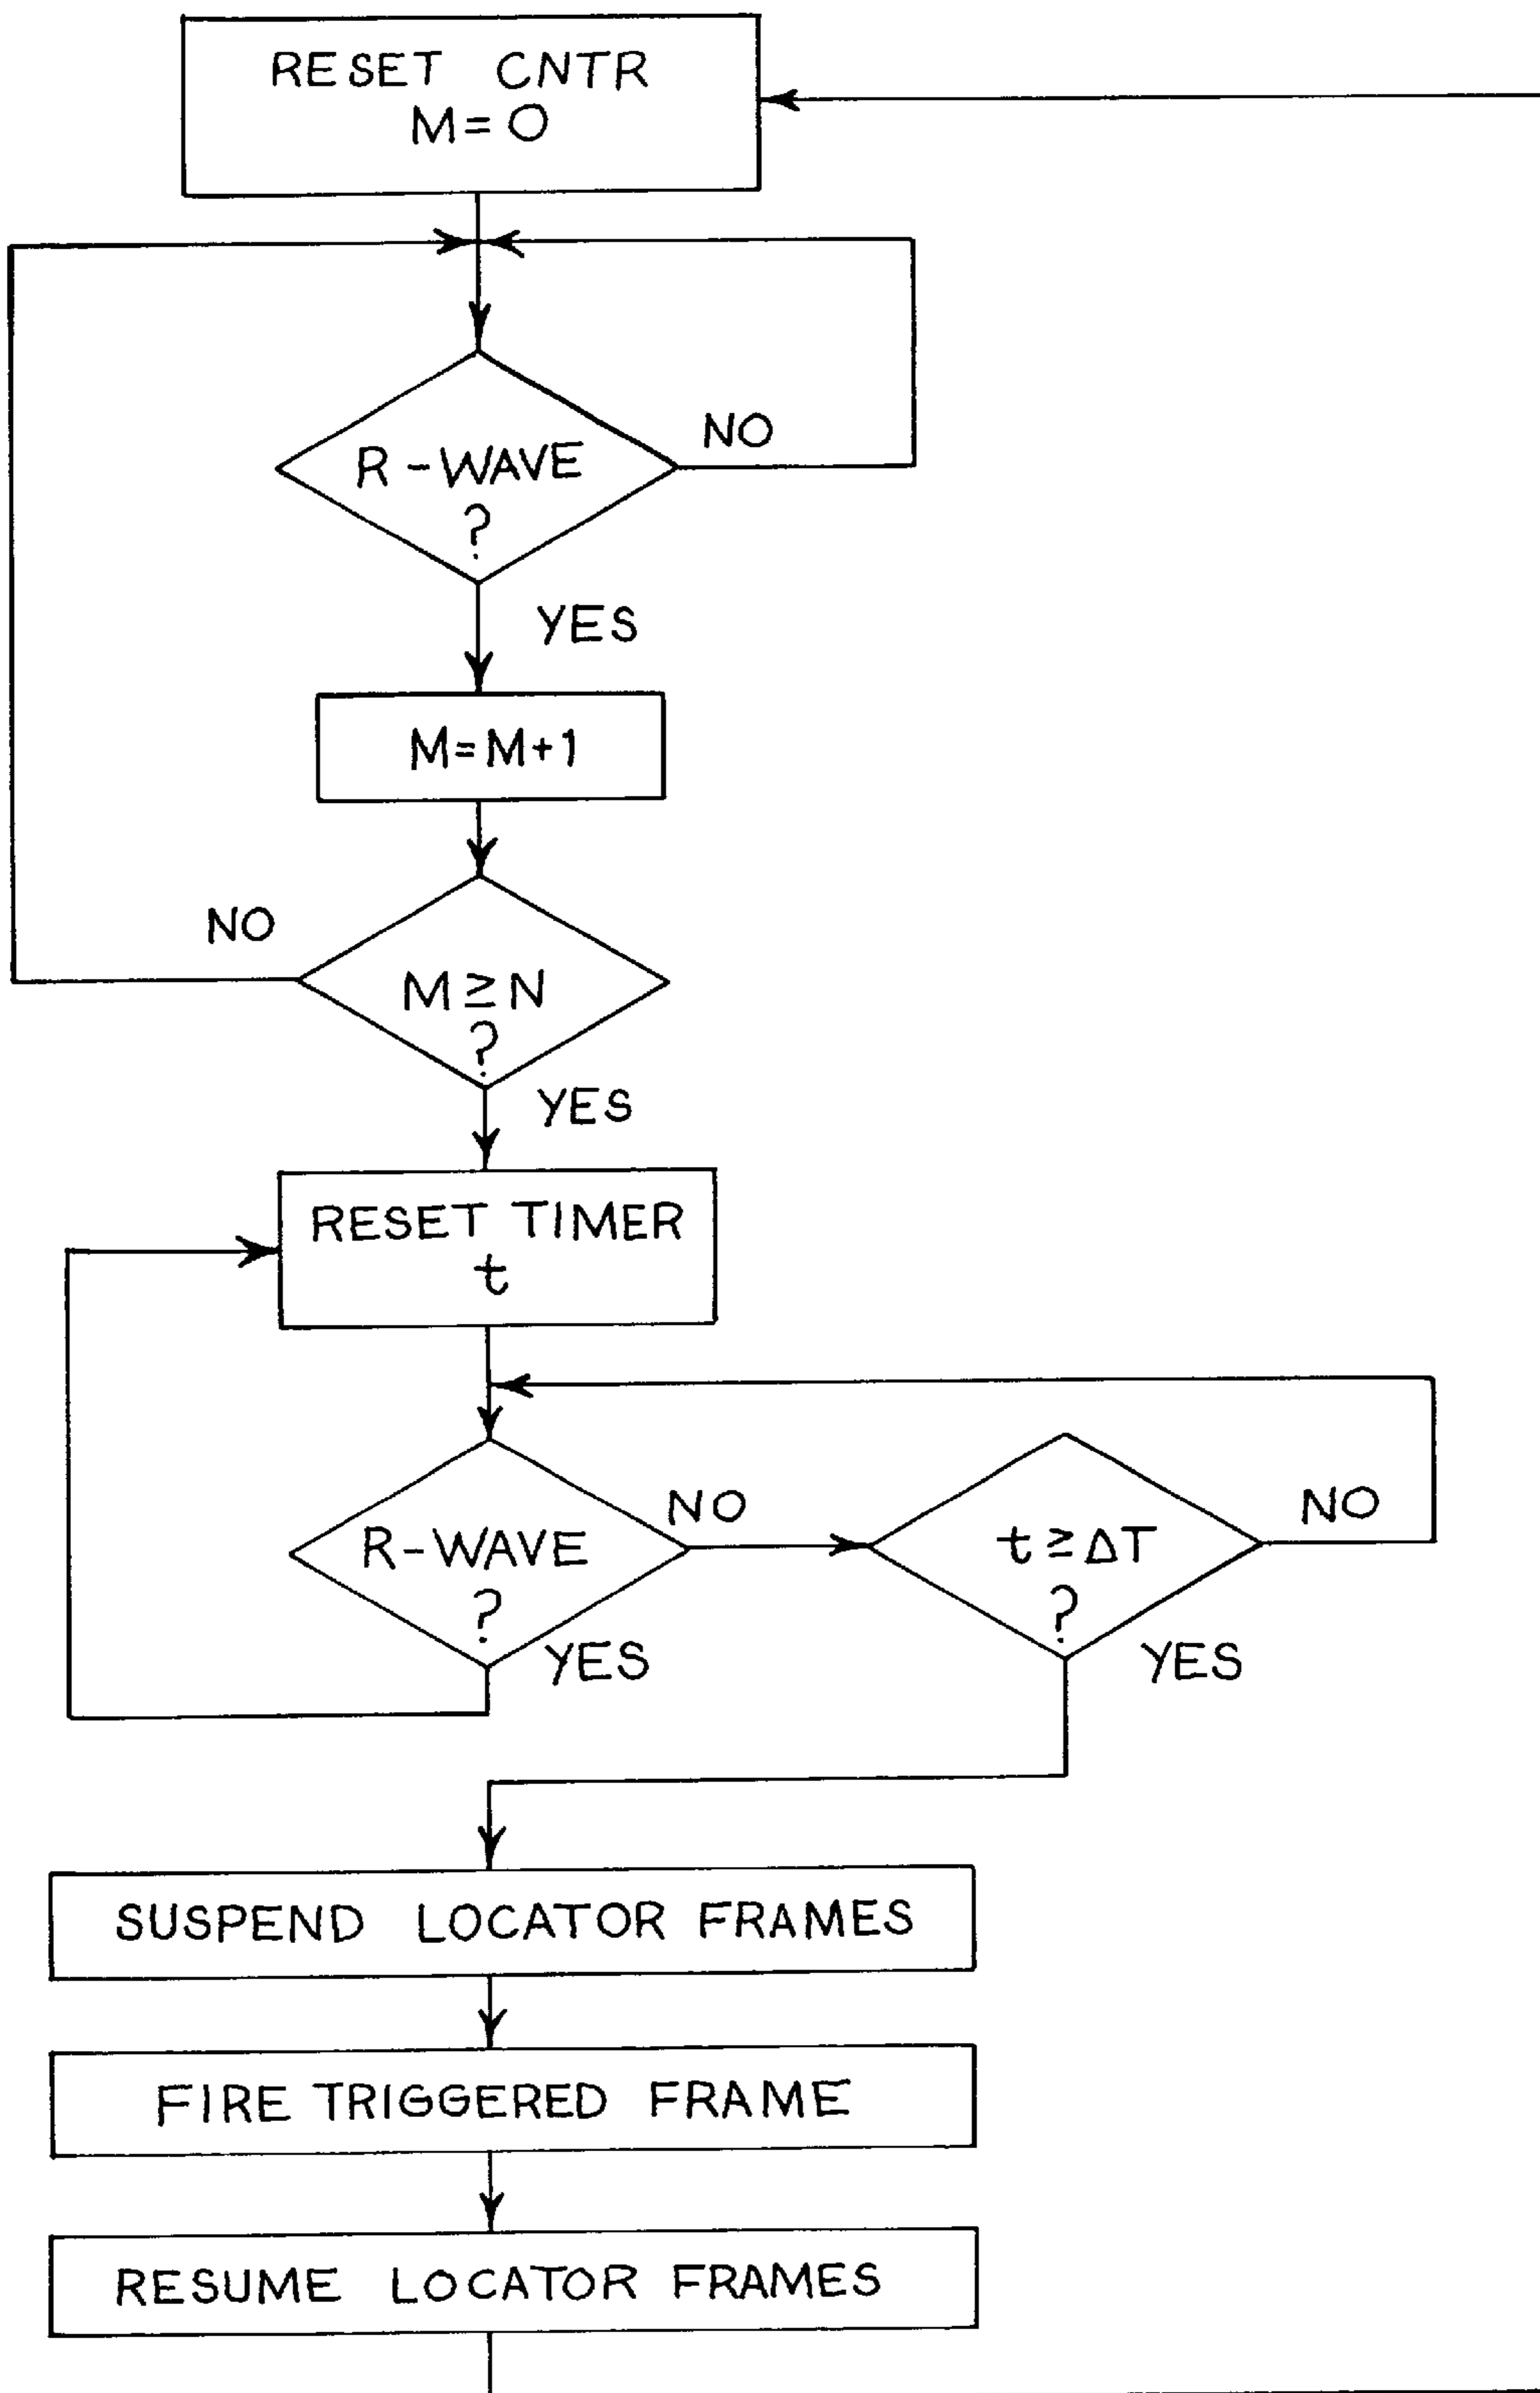 RESET CNTR
M=0
R-WAVE
?
NO
YES
M=M+1
NO
M≥N
?
YES
RESET TIMER
t
R-WAVE
?
NO
YES
t≥ΔT
?
NO
YES
SUSPEND LOCATOR FRAMES
FIRE TRIGGERED FRAME
RESUME LOCATOR FRAMES